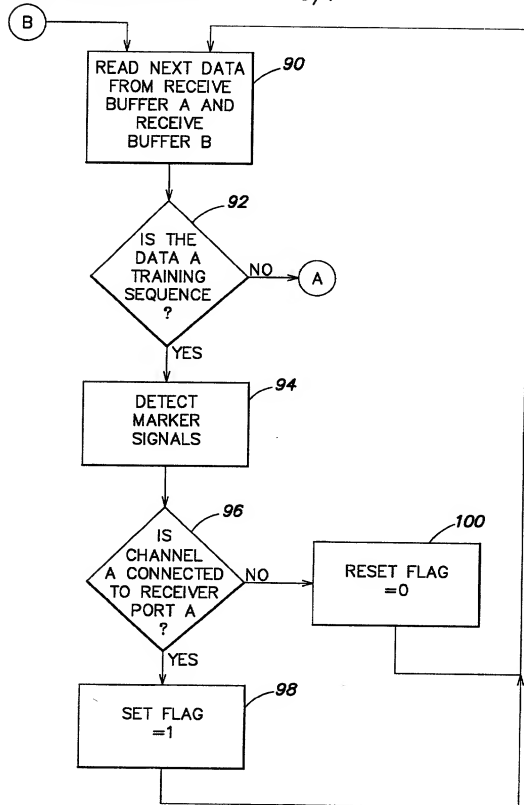 B
READ NEXT DATA
FROM RECEIVE
BUFFER A AND
RECEIVE
BUFFER B
90
92
IS THE
DATA A
TRAINING
SEQUENCE
?
NO
A
YES
94
DETECT
MARKER
SIGNALS
96
IS
CHANNEL
A CONNECTED
TO RECEIVER
PORT A
?
NO
100
RESET FLAG
=0
YES
98
SET FLAG
=1